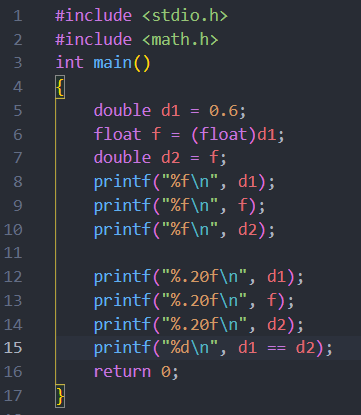 1 #include <stdio.h>
2 #include <math.h>
3 int main()
4 {
5     double d1 = 0.6;
6     float f = (float)d1;
7     double d2 = f;
8     printf("%f\n", d1);
9     printf("%f\n", f);
10     printf("%f\n", d2);
11
12     printf("%.20f\n", d1);
13     printf("%.20f\n", f);
14     printf("%.20f\n", d2);
15     printf("%d\n", d1 == d2);
16     return 0;
17 }